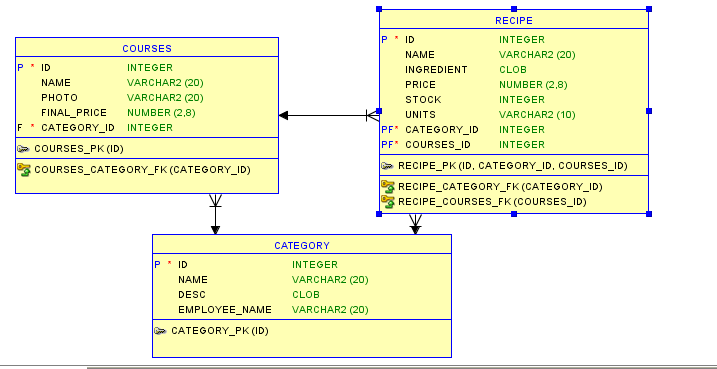 COURSES
P * ID INTEGER
NAME VARCHAR2 (20)
PHOTO VARCHAR2 (20)
FINAL_PRICE NUMBER (2,8)
F * CATEGORY_ID INTEGER
COURSES_PK (ID)
COURSES_CATEGORY_FK (CATEGORY_ID)
RECIPE
P * ID INTEGER
NAME VARCHAR2 (20)
INGREDIENT CLOB
PRICE NUMBER (2,8)
STOCK INTEGER
UNITS VARCHAR2 (10)
PF* CATEGORY_ID INTEGER
PF* COURSES_ID INTEGER
RECIPE_PK (ID, CATEGORY_ID, COURSES_ID)
RECIPE_CATEGORY_FK (CATEGORY_ID)
RECIPE_COURSES_FK (COURSES_ID)
CATEGORY
P * ID INTEGER
NAME VARCHAR2 (20)
DESC CLOB
EMPLOYEE_NAME VARCHAR2 (20)
CATEGORY_PK (ID)